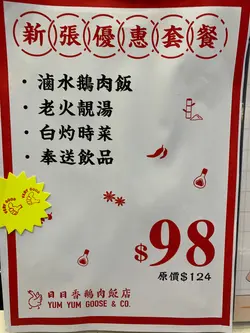 新張優惠套餐
· 滷水鵝肉飯
· 老火靚湯
· 白灼時菜
· 奉送飲品
$98
原價$124
日日香鵝肉飯店
YUM YUM GOOSE & CO.